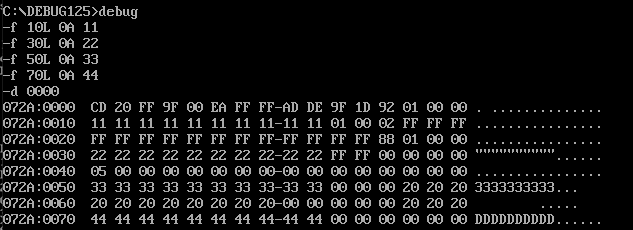 C:\DEBUG125>debug
-f 10L 0A 11
-f 30L 0A 22
-f 50L 0A 33
-f 70L 0A 44
-d 0000
072A:0000  CD 20 FF 9F 00 EA FF FF-AD DE 9F 1D 92 01 00 00   . ..............
072A:0010  11 11 11 11 11 11 11 11-11 11 01 00 02 FF FF FF   ................
072A:0020  FF FF FF FF FF FF FF FF-FF FF FF FF 88 01 00 00   ................
072A:0030  22 22 22 22 22 22 22 22-22 22 FF FF 00 00 00 00   """"""""""......
072A:0040  05 00 00 00 00 00 00 00-00 00 00 00 00 00 00 00   ................
072A:0050  33 33 33 33 33 33 33 33-33 33 00 00 00 20 20 20   3333333333...
072A:0060  20 20 20 20 20 20 20 20-00 00 00 00 00 20 20 20           .....
072A:0070  44 44 44 44 44 44 44 44-44 44 00 00 00 00 00 00   DDDDDDDDDD......